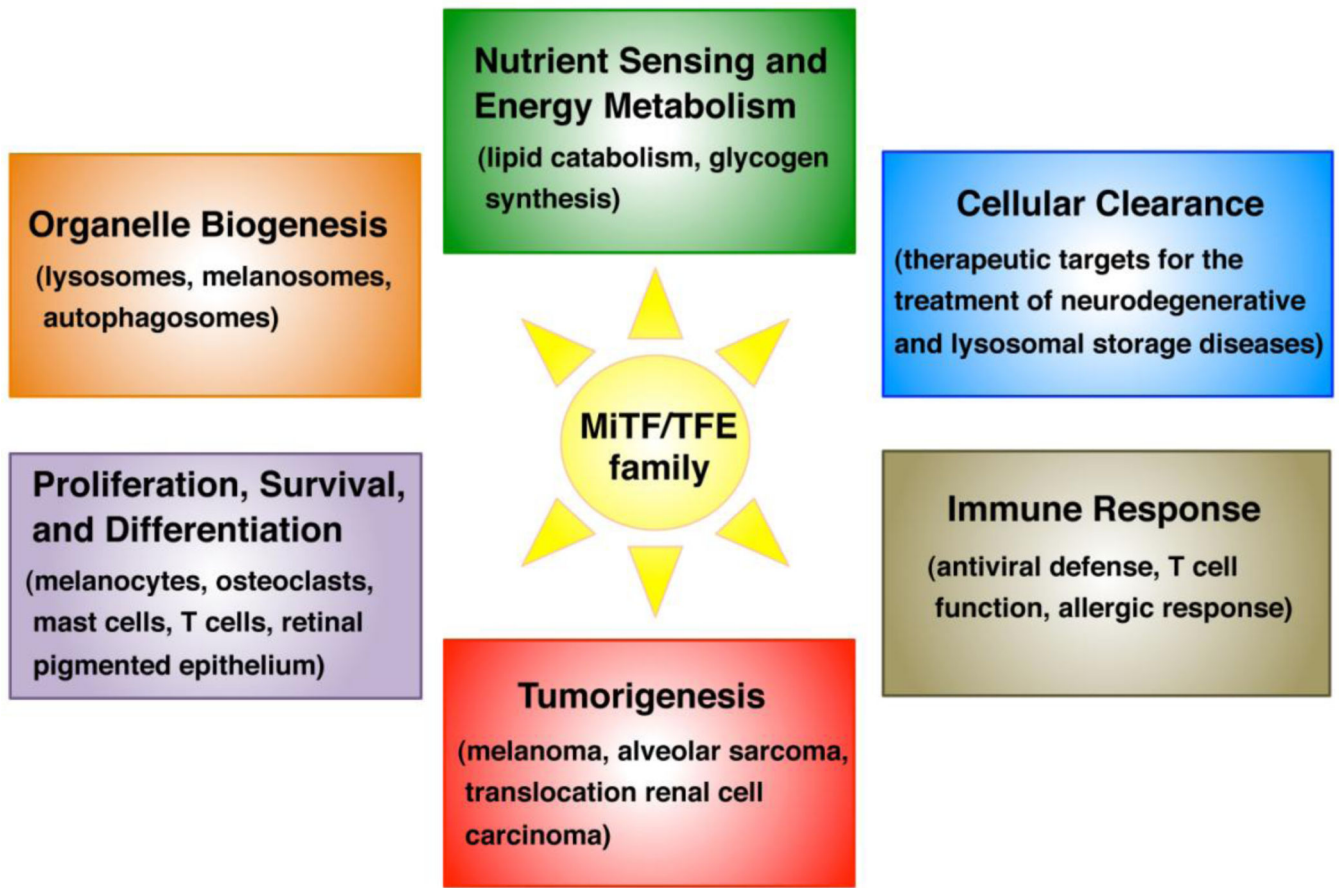 Nutrient Sensing and
Energy Metabolism
(lipid catabolism, glycogen
synthesis)
Organelle Biogenesis
(lysosomes, melanosomes,
autophagosomes)
Cellular Clearance
(therapeutic targets for the
treatment of neurodegenerative
and lysosomal storage diseases)
MiTF/TFE
family
Proliferation, Survival,
and Differentiation
(melanocytes, osteoclasts,
mast cells, T cells, retinal
pigmented epithelium)
Immune Response
(antiviral defense, T cell
function, allergic response)
Tumorigenesis
(melanoma, alveolar sarcoma,
translocation renal cell
carcinoma)